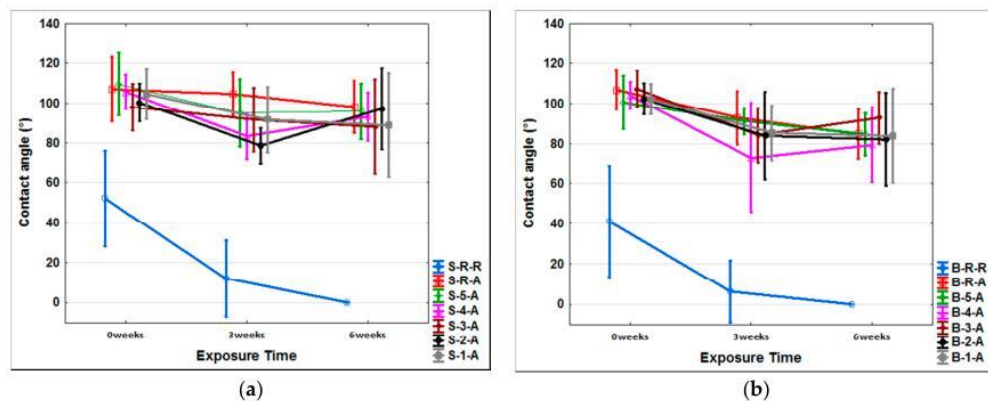 140
120
100
80
60
40
20
0
Contact angle (°)
0weeks 3weeks 6weeks
Exposure Time
S-R-R
S-R-A
S-5-A
S-4-A
S-3-A
S-2-A
S-1-A
(a)
140
120
100
80
60
40
20
0
Contact angle (°)
0weeks 3weeks 6weeks
Exposure Time
B-R-R
B-R-A
B-5-A
B-4-A
B-3-A
B-2-A
B-1-A
(b)